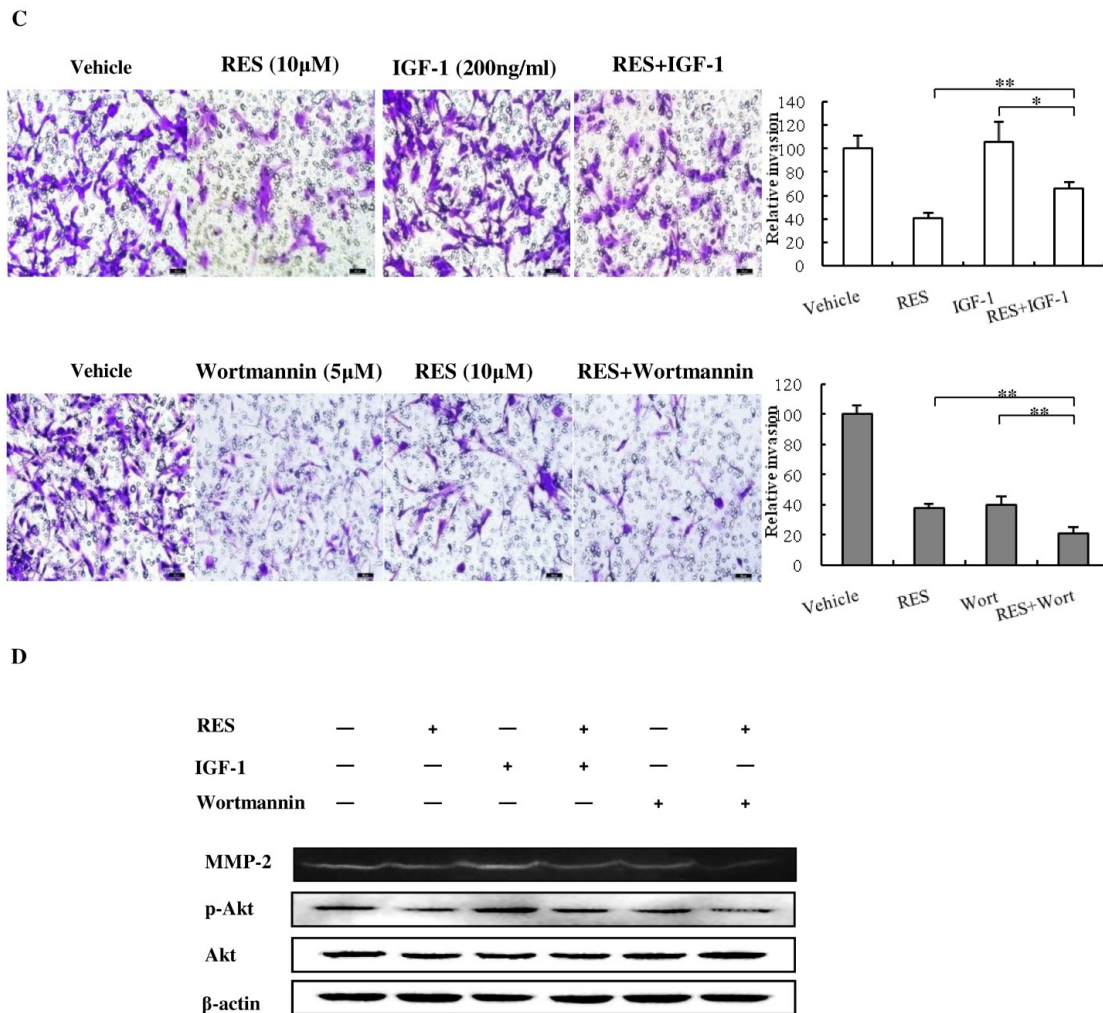 C
Vehicle RES (10μM) IGF-1 (200ng/ml) RES+IGF-1
Relative invasion
140
120
100
80
60
40
20
0
** 
*
Vehicle RES IGF-1 RES+IGF-1
Vehicle Wortmannin (5μM) RES (10μM) RES+Wortmannin
Relative invasion
120
100
80
60
40
20
0
**
**
Vehicle RES Wort RES+Wort
D
RES — + — + — +
IGF-1 — — + + — —
Wortmannin — — — — + +
MMP-2
p-Akt
Akt
β-actin